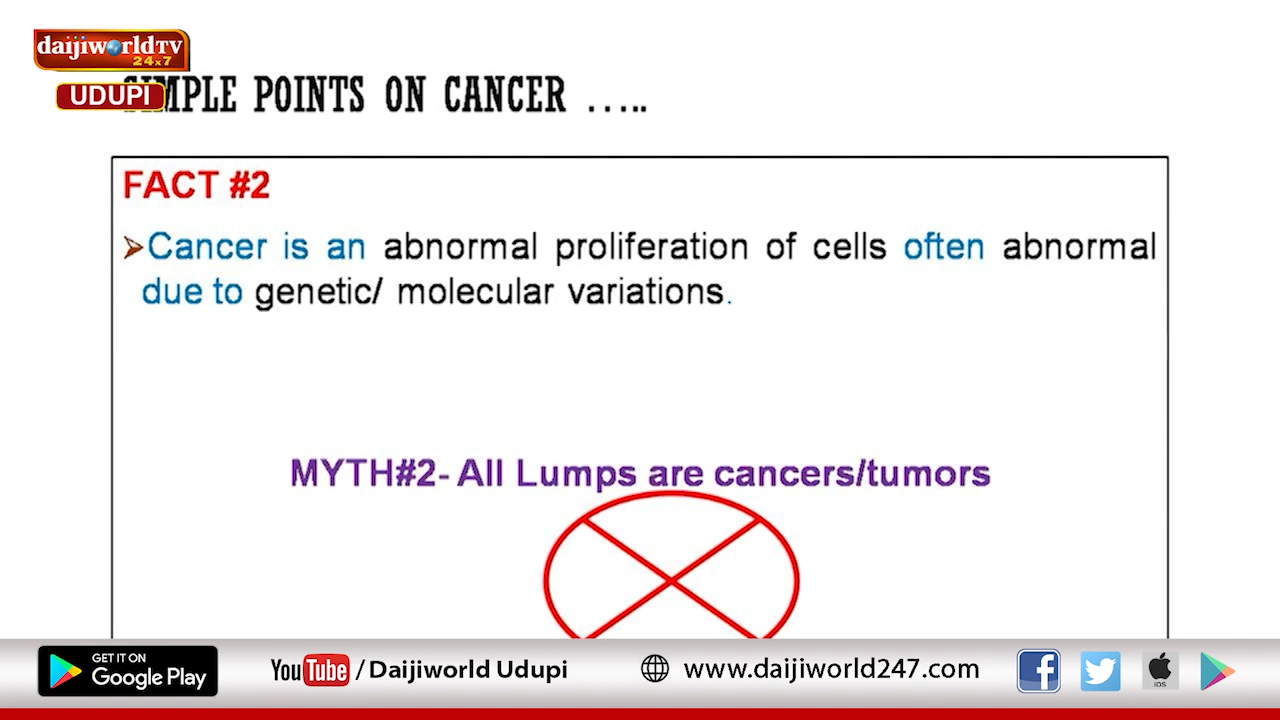 daijiworldTV
24x7
UDUPI
SIMPLE POINTS ON CANCER .....
FACT #2
Cancer is an abnormal proliferation of cells often abnormal
due to genetic/ molecular variations.
MYTH#2- All Lumps are cancers/tumors
GET IT ON
Google Play
YouTube /Daijiworld Udupi
www.daijiworld247.com
f
iOS